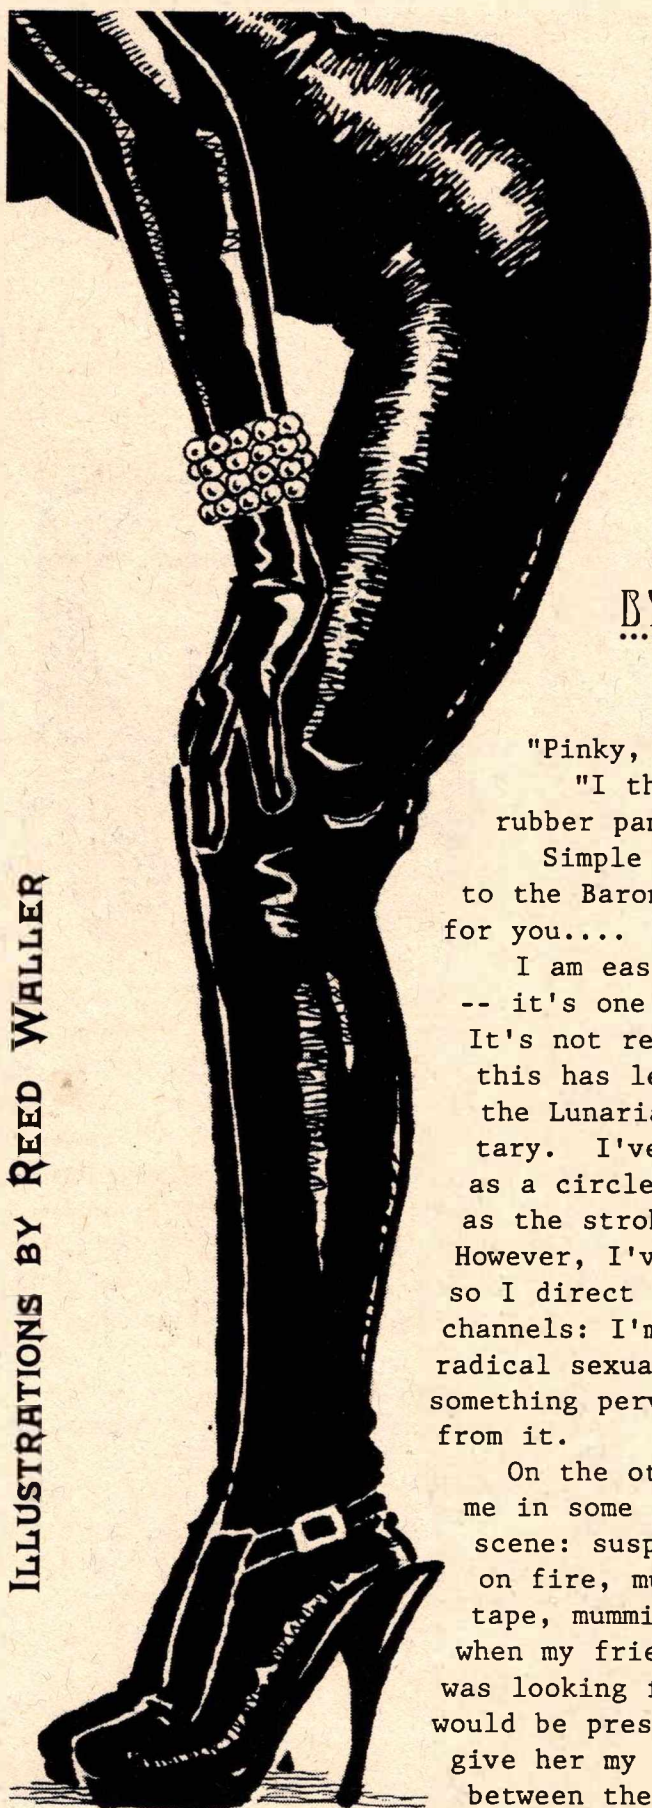 ILLUSTRATIONS BY REED WALLER
BY
"Pinky,
"I th
rubber par
Simple
to the Baron
for you....
I am eas
-- it's one
It's not re
this has le
the Lunaria
tary. I've
as a circle
as the strok
However, I'v
so I direct
channels: I'm
radical sexua
something perv
from it.
On the ot
me in some
scene: susp
on fire, mu
tape, mummi
when my frie
was looking f
would be pres
give her my
between the